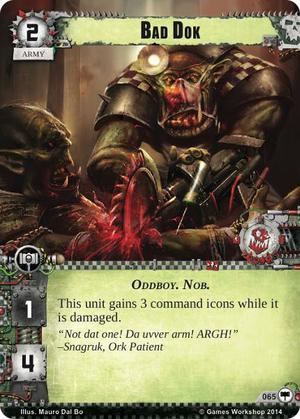 2
Bad Dok
ARMY
Oddboy. Nob.
1
This unit gains 3 command icons while it
is damaged.
4
“Not dat one! Da uvver arm! ARGH!”
–Snagruk, Ork Patient
065
Illus. Mauro Dal Bo
© Games Workshop 2014